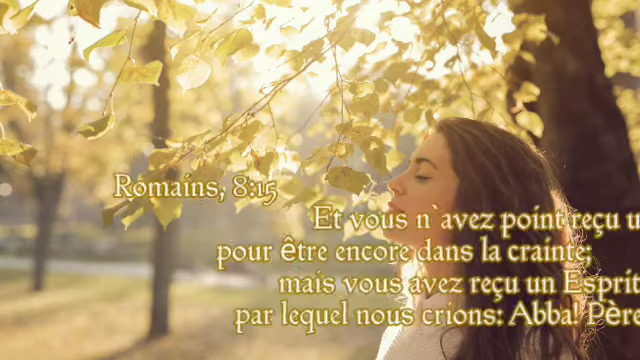 Romains, 8:15
Et vous n`avez point reçu u
pour être encore dans la crainte;
mais vous avez reçu un Esprit
par lequel nous crions: Abba! Père